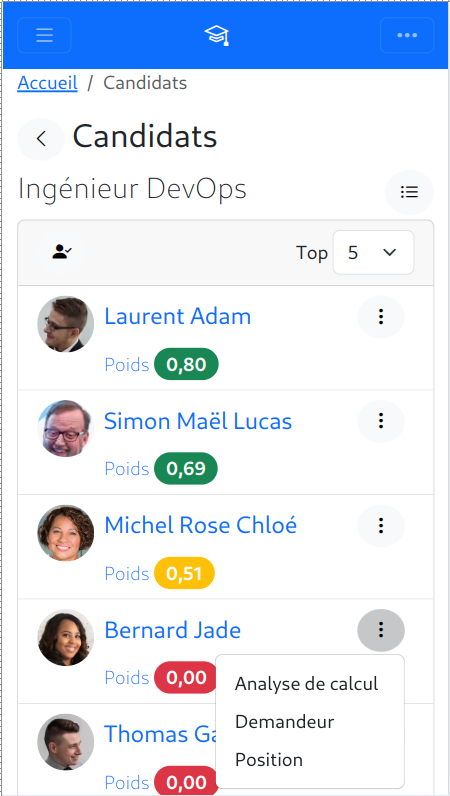 Accueil / Candidats
Candidats
Ingénieur DevOps
Top 5
Laurent Adam
Poids 0,80
Simon Maël Lucas
Poids 0,69
Michel Rose Chloé
Poids 0,51
Bernard Jade
Poids 0,00
Analyse de calcul
Demandeur
Position
Thomas
Poids 0,00